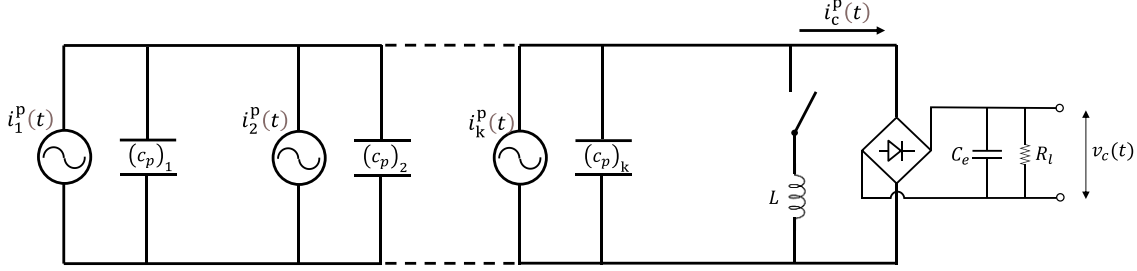 i_c^p(t)
i_1^p(t)
(c_p)_1
i_2^p(t)
(c_p)_2
i_k^p(t)
(c_p)_k
L
C_e
R_l
v_c(t)